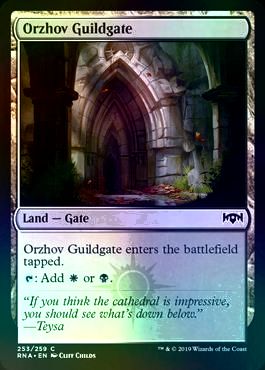 Orzhov Guildgate
Land — Gate
Orzhov Guildgate enters the battlefield
tapped.
: Add or .
“If you think the cathedral is impressive,
you should see what’s down below.”
—Teysa
253/259 C
RNA • EN Cliff Childs
™ & © 2019 Wizards of the Coast